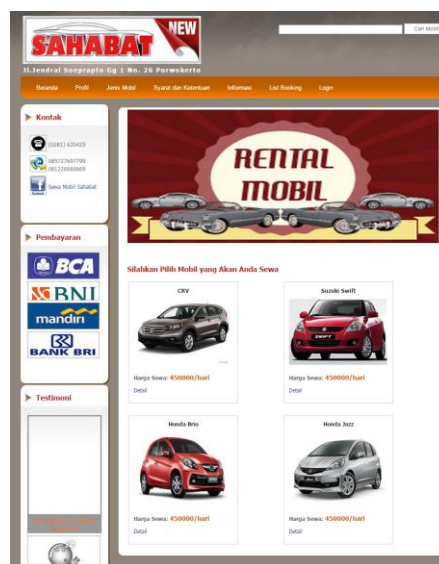 SAHABAT
NEW
Jl.Jendral Soeprapto Gg 1 No. 26 Purwokerto
Cari Mobil
Beranda Profil Jenis Mobil Syarat dan Ketentuan Informasi List Booking Login
Kontak
(0281) 635425
085727697799
Sewa Mobil Sahabat
RENTAL
MOBIL
Pembayaran
BCA
BNI
mandiri
BANK BRI
Testimoni
Silahkan Pilih Mobil yang Akan Anda Sewa
CRV
Harga Sewa: 450000/hari
Detail
Suzuki Swift
SWIFT
Harga Sewa: 450000/hari
Detail
Honda Brio
Harga Sewa: 450000/hari
Detail
Honda Jazz
Harga Sewa: 450000/hari
Detail